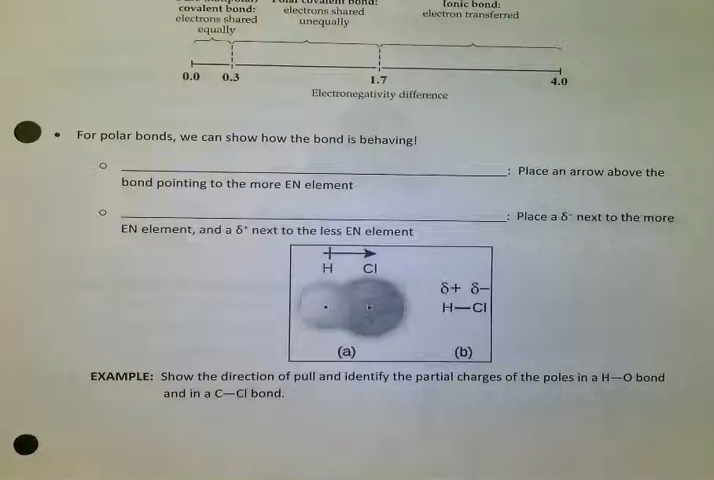 covalent bond:
electrons shared
equally
electrons shared
unequally
Ionic bond:
electron transferred
0.0 0.3 1.7 4.0
Electronegativity difference
• For polar bonds, we can show how the bond is behaving!
: Place an arrow above the
bond pointing to the more EN element
: Place a δ⁻ next to the more
EN element, and a δ⁺ next to the less EN element
H Cl
δ+ δ−
H—Cl
(a) (b)
EXAMPLE: Show the direction of pull and identify the partial charges of the poles in a H—O bond
and in a C—Cl bond.